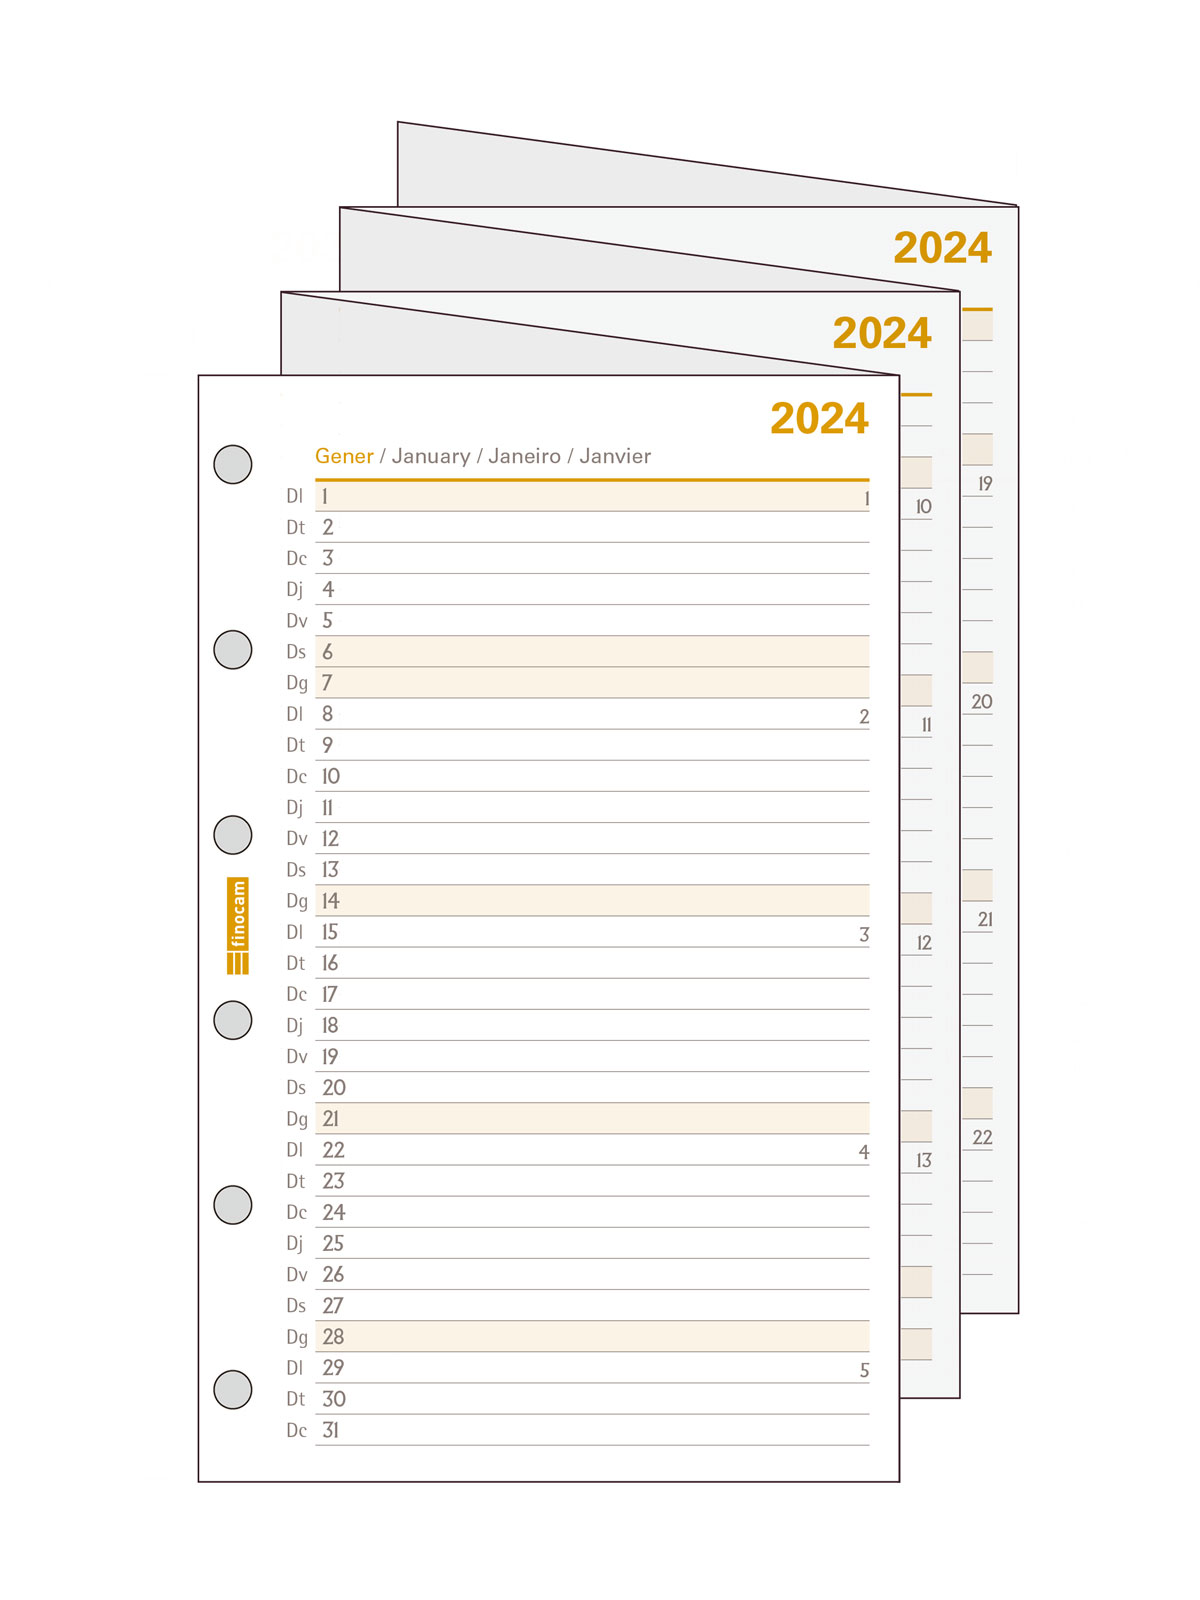 2024
2024
2024
Gener / January / Janeiro / Janvier
Dl 1 1
Dt 2
Dc 3
Dj 4
Dv 5
Ds 6
Dg 7
Dl 8 2
Dt 9
Dc 10
Dj 11
Dv 12
Ds 13
Dg 14
Dl 15 3
Dt 16
Dc 17
Dj 18
Dv 19
Ds 20
Dg 21
Dl 22 4
Dt 23
Dc 24
Dj 25
Dv 26
Ds 27
Dg 28
Dl 29 5
Dt 30
Dc 31
finocam
10
11
12
13
19
20
21
22